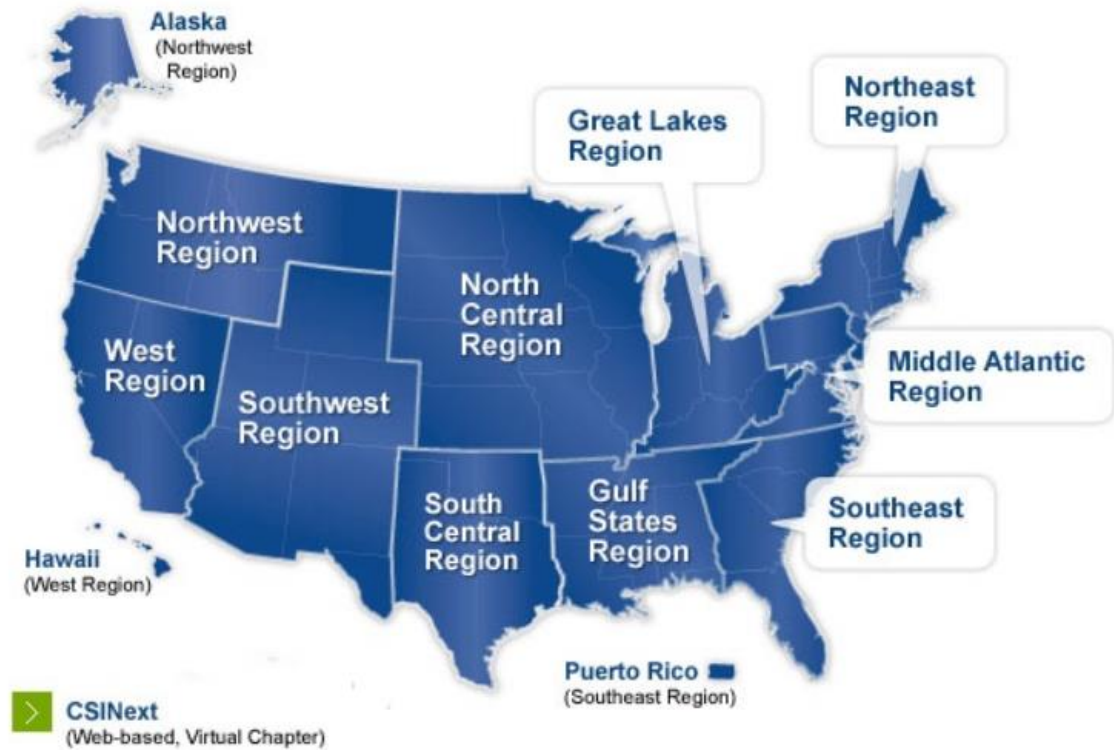 Alaska
(Northwest
Region)
Great Lakes
Region
Northeast
Region
Northwest
Region
North
Central
Region
West
Region
Middle Atlantic
Region
Southwest
Region
South
Central
Region
Gulf
States
Region
Southeast
Region
Hawaii
(West Region)
Puerto Rico
(Southeast Region)
CSINext
(Web-based, Virtual Chapter)